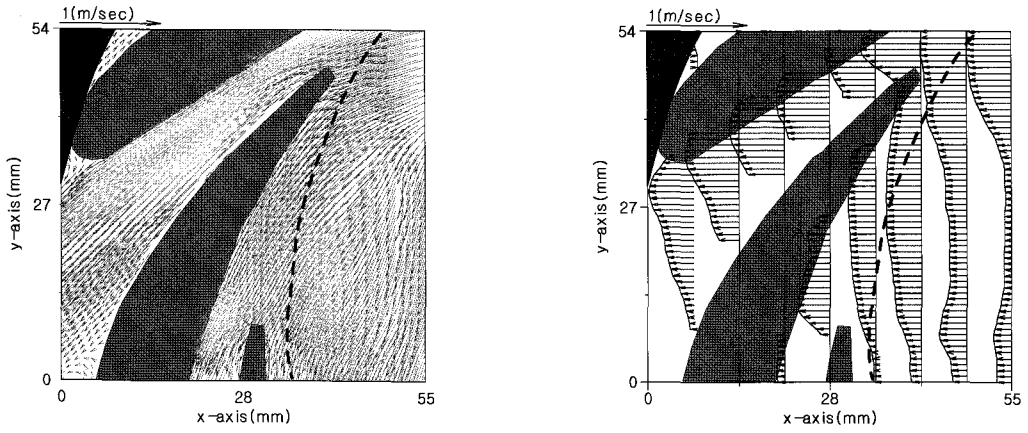 1(m/sec)
54
27
0
y-axis(mm)
0 28 55
x-axis(mm)
1(m/sec)
54
27
0
y-axis(mm)
0 28 55
x-axis(mm)